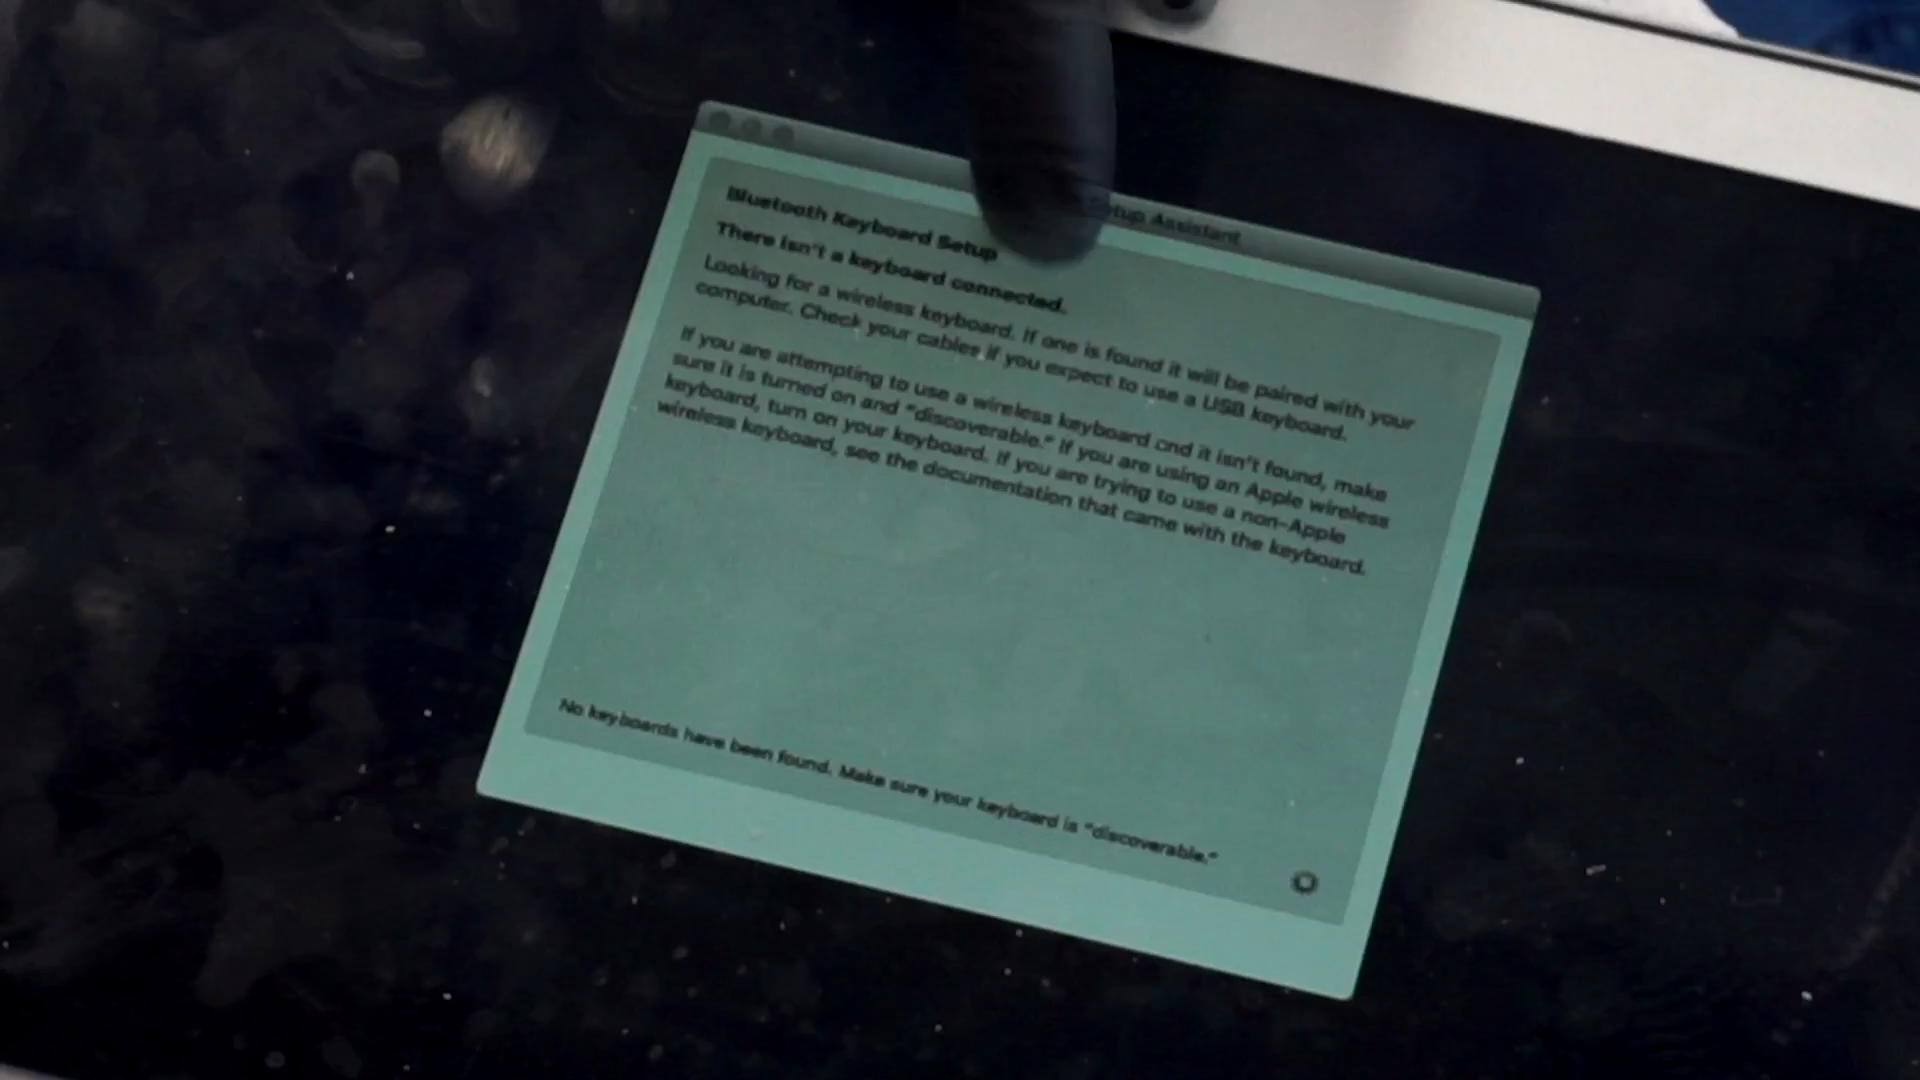 Setup Assistant
Bluetooth Keyboard Setup
There isn't a keyboard connected.
Looking for a wireless keyboard. If one is found it will be paired with your
computer. Check your cables if you expect to use a USB keyboard.
If you are attempting to use a wireless keyboard and it isn't found, make
sure it is turned on and "discoverable." If you are using an Apple wireless
keyboard, turn on your keyboard. If you are trying to use a non-Apple
wireless keyboard, see the documentation that came with the keyboard.
No keyboards have been found. Make sure your keyboard is "discoverable."